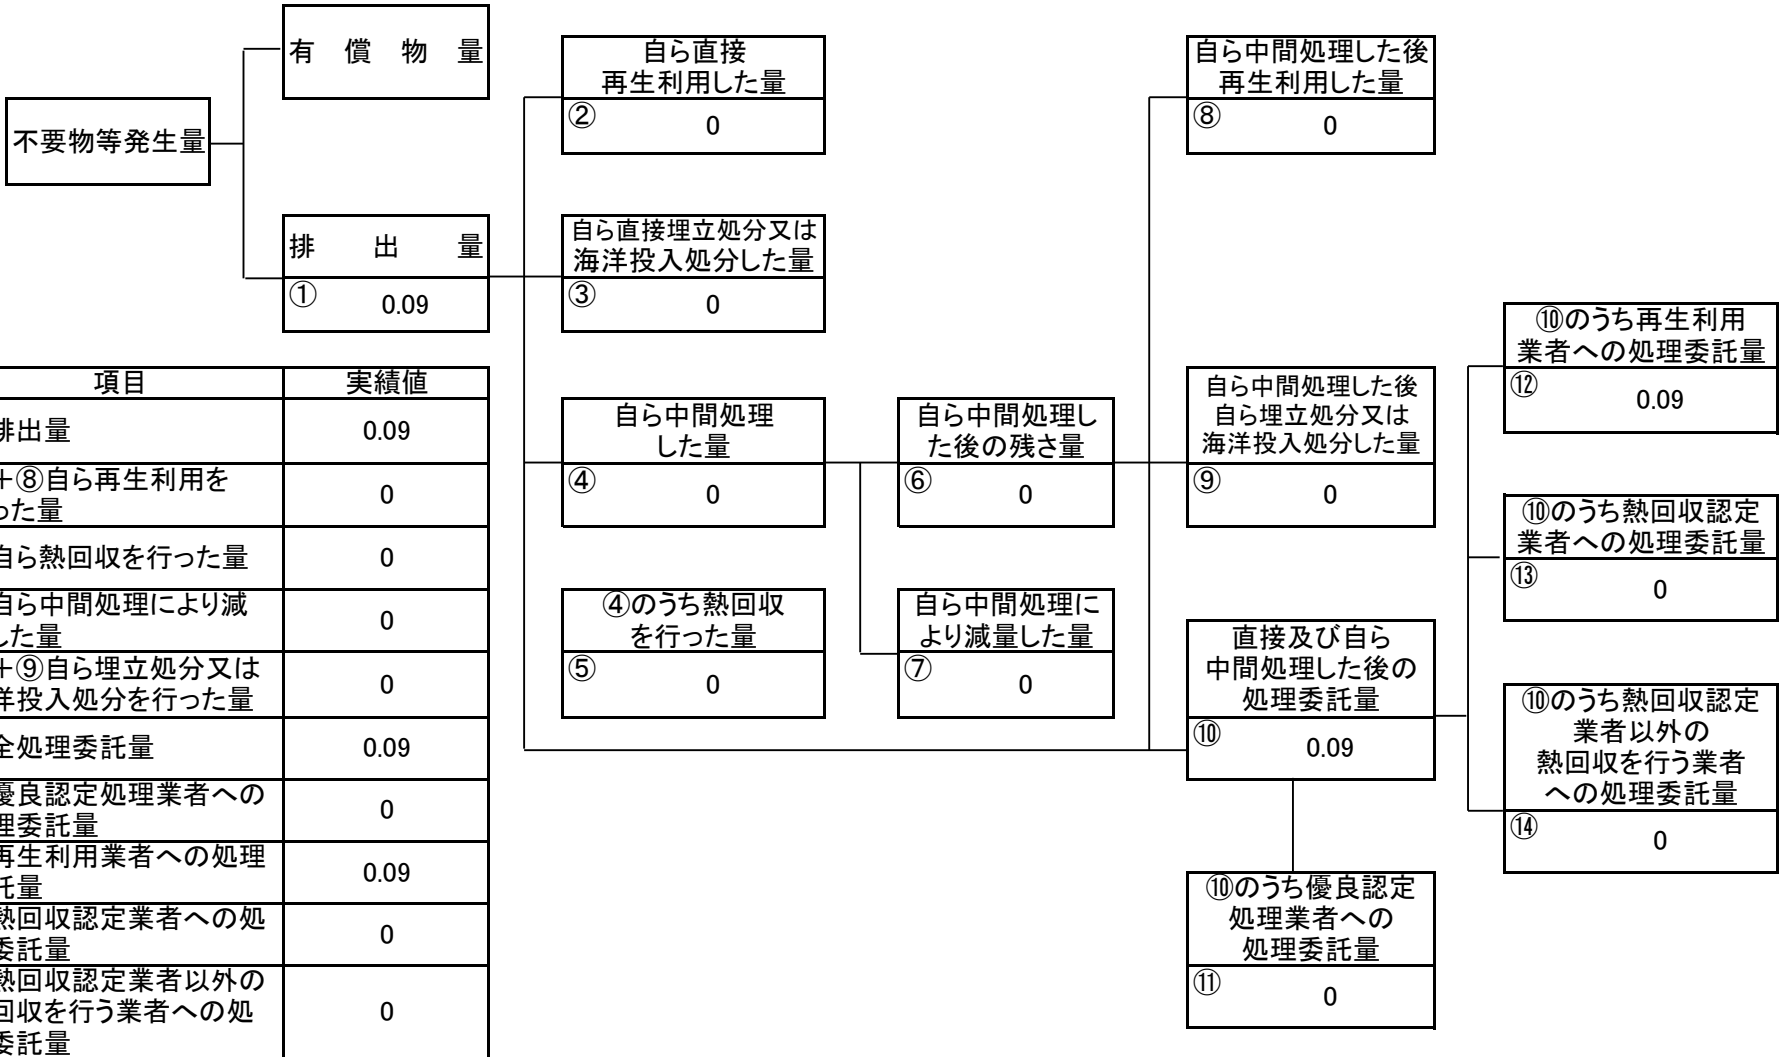 有償物量
不要物等発生量
排出量
① 0.09
自ら直接
再生利用した量
② 0
自ら直接埋立処分又は
海洋投入処分した量
③ 0
自ら中間処理
した量
④ 0
④のうち熱回収
を行った量
⑤ 0
自ら中間処理し
た後の残さ量
⑥ 0
自ら中間処理に
より減量した量
⑦ 0
自ら中間処理した後
再生利用した量
⑧ 0
自ら中間処理した後
自ら埋立処分又は
海洋投入処分した量
⑨ 0
直接及び自ら
中間処理した後の
処理委託量
⑩ 0.09
⑩のうち優良認定
処理業者への
処理委託量
⑪ 0
⑩のうち再生利用
業者への処理委託量
⑫ 0.09
⑩のうち熱回収認定
業者への処理委託量
⑬ 0
⑩のうち熱回収認定
業者以外の
熱回収を行う業者
への処理委託量
⑭ 0
項目 実績値
排出量 0.09
+⑧自ら再生利用を
った量 0
自ら熱回収を行った量 0
自ら中間処理により減
した量 0
+⑨自ら埋立処分又は
洋投入処分を行った量 0
全処理委託量 0.09
優良認定処理業者への
理委託量 0
再生利用業者への処理
託量 0.09
熱回収認定業者への処
委託量 0
熱回収認定業者以外の
回収を行う業者への処
委託量 0